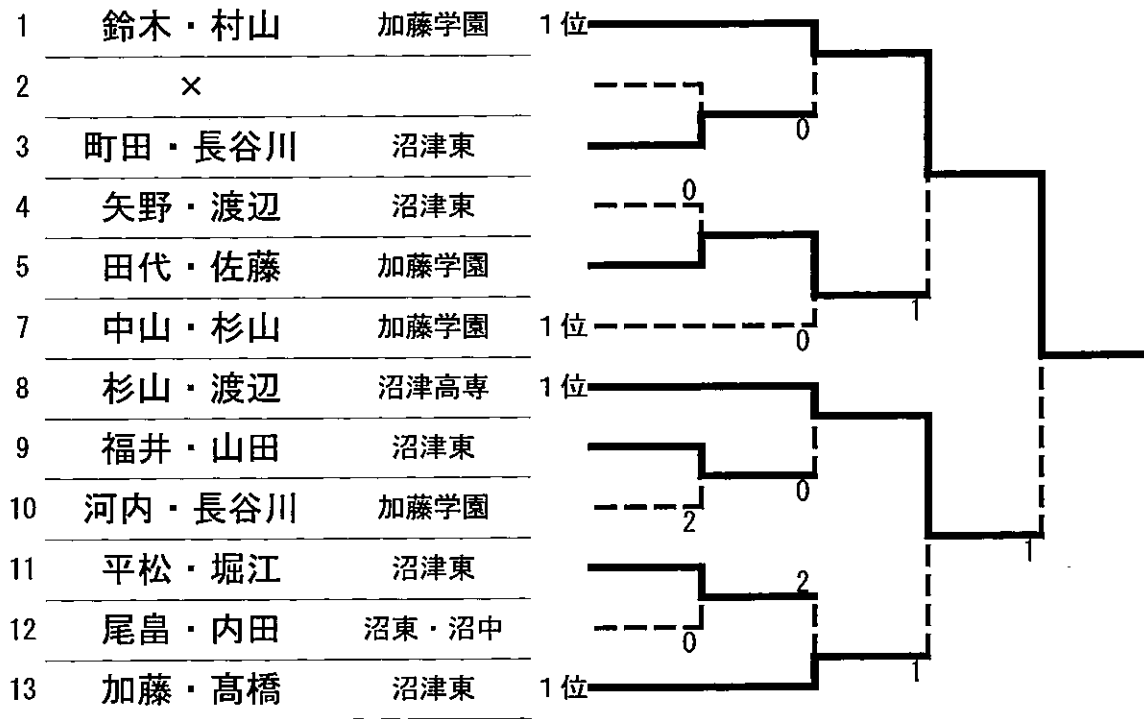 1 鈴木・村山 加藤学園 1位
2 ×
3 町田・長谷川 沼津東 0
4 矢野・渡辺 沼津東 0
5 田代・佐藤 加藤学園
1
7 中山・杉山 加藤学園 1位 0
8 杉山・渡辺 沼津高専 1位
9 福井・山田 沼津東
0
10 河内・長谷川 加藤学園 2
1
11 平松・堀江 沼津東 2
12 尾畠・内田 沼東・沼中 0
1
13 加藤・髙橋 沼津東 1位